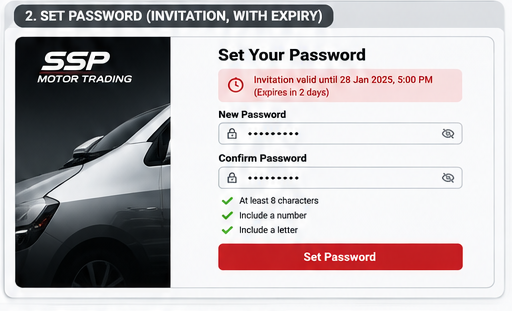 2. SET PASSWORD (INVITATION, WITH EXPIRY)
SSP
MOTOR TRADING
Set Your Password
Invitation valid until 28 Jan 2025, 5:00 PM
(Expires in 2 days)
New Password
•••••••••
Confirm Password
•••••••••
At least 8 characters
Include a number
Include a letter
Set Password